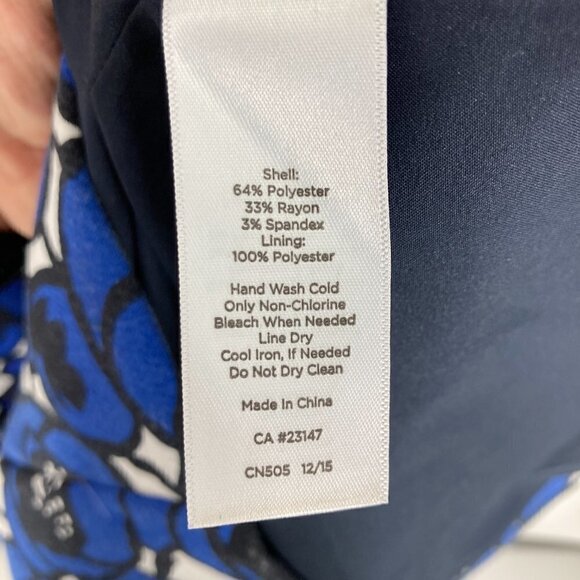 Shell:
64% Polyester
33% Rayon
3% Spandex
Lining:
100% Polyester
Hand Wash Cold
Only Non-Chlorine
Bleach When Needed
Line Dry
Cool Iron, If Needed
Do Not Dry Clean
Made In China
CA #23147
CN505 12/15